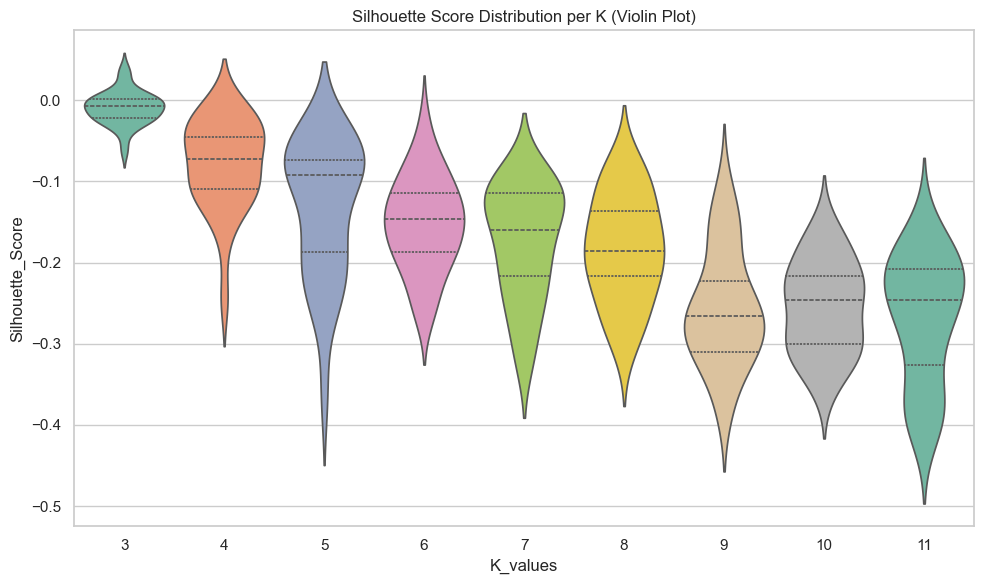 Silhouette Score Distribution per K (Violin Plot)
Silhouette_Score
0.0
−0.1
−0.2
−0.3
−0.4
−0.5
3 4 5 6 7 8 9 10 11
K_values